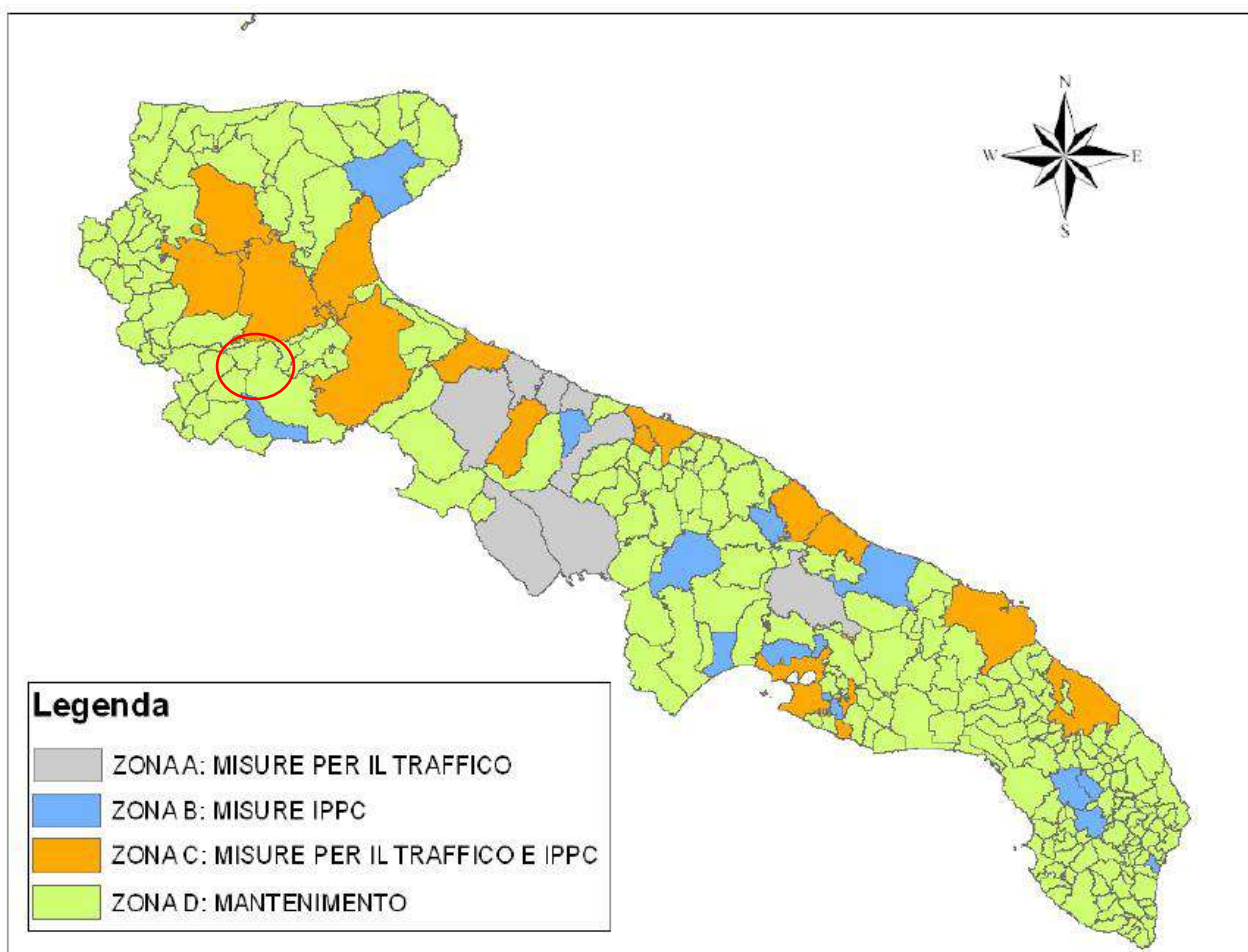 N
W E
S
Legenda
ZONA A: MISURE PER IL TRAFFICO
ZONA B: MISURE IPPC
ZONA C: MISURE PER IL TRAFFICO E IPPC
ZONA D: MANTENIMENTO